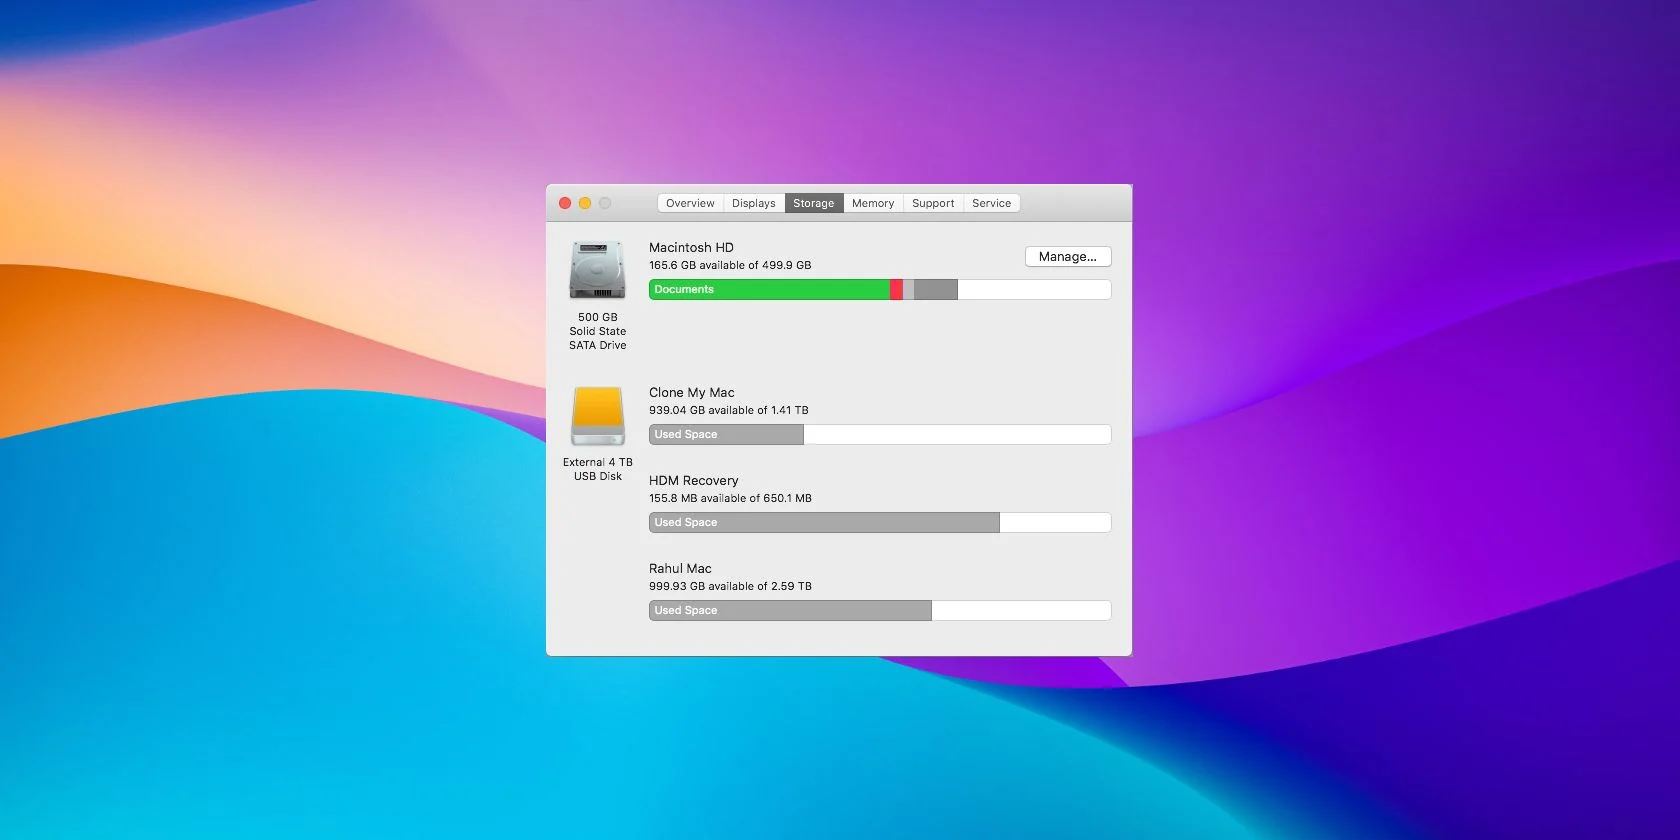 Overview Displays Storage Memory Support Service
Macintosh HD
165.6 GB available of 499.9 GB
Manage...
Documents
500 GB
Solid State
SATA Drive
Clone My Mac
939.04 GB available of 1.41 TB
Used Space
External 4 TB
USB Disk
HDM Recovery
155.8 MB available of 650.1 MB
Used Space
Rahul Mac
999.93 GB available of 2.59 TB
Used Space